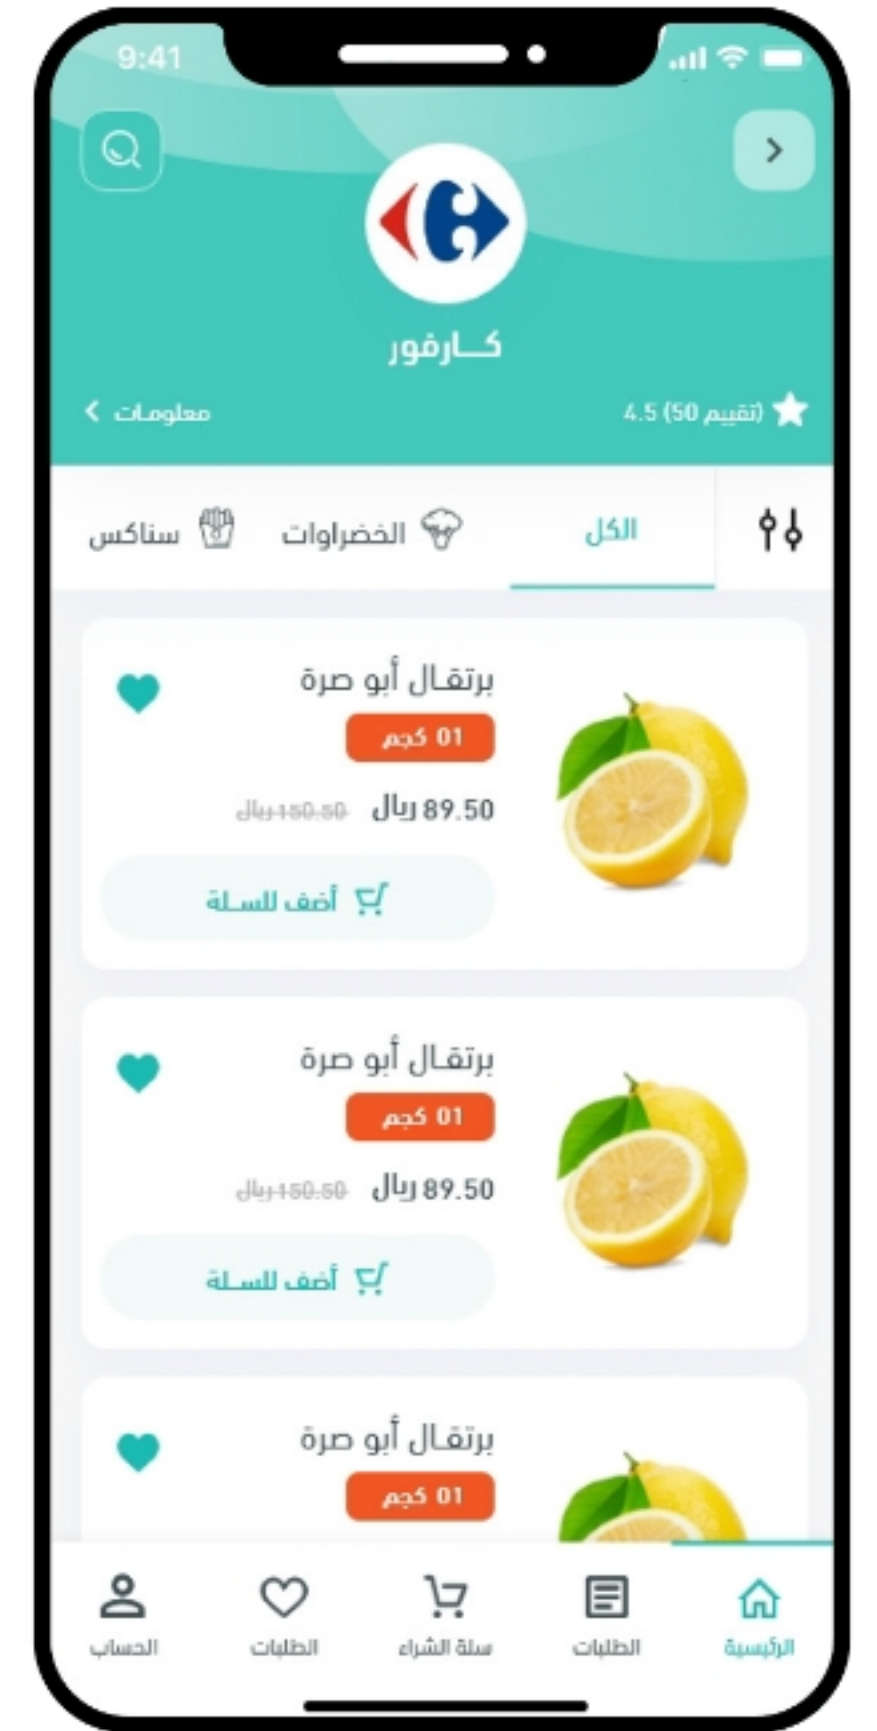 9:41
كارفور
4.5 (50 تقييم)
معلومات
الكل
الخضراوات
سناكس
برتقال أبو صرة
01 كجم
89.50 ريال 150.50 ريال
أضف للسلة
برتقال أبو صرة
01 كجم
89.50 ريال 150.50 ريال
أضف للسلة
برتقال أبو صرة
01 كجم
الرئيسية
الطلبات
سلة الشراء
الطلبات
الحساب